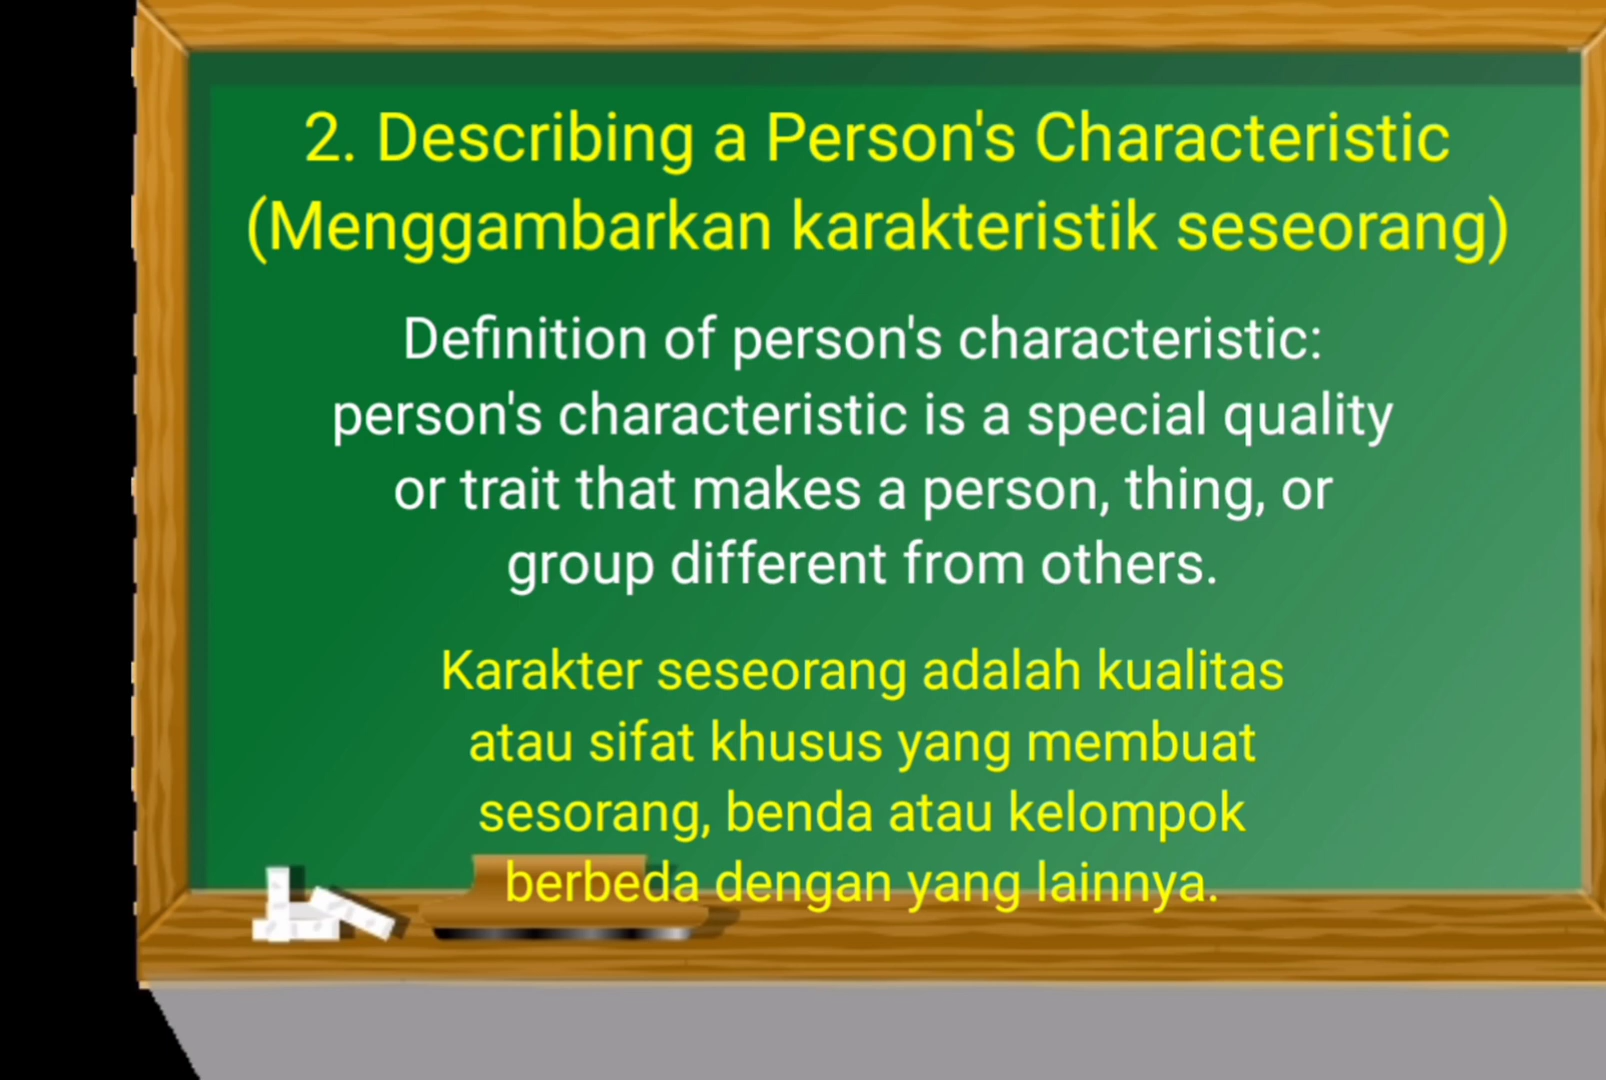 2. Describing a Person's Characteristic
(Menggambarkan karakteristik seseorang)
Definition of person's characteristic:
person's characteristic is a special quality
or trait that makes a person, thing, or
group different from others.
Karakter seseorang adalah kualitas
atau sifat khusus yang membuat
sesorang, benda atau kelompok
berbeda dengan yang lainnya.